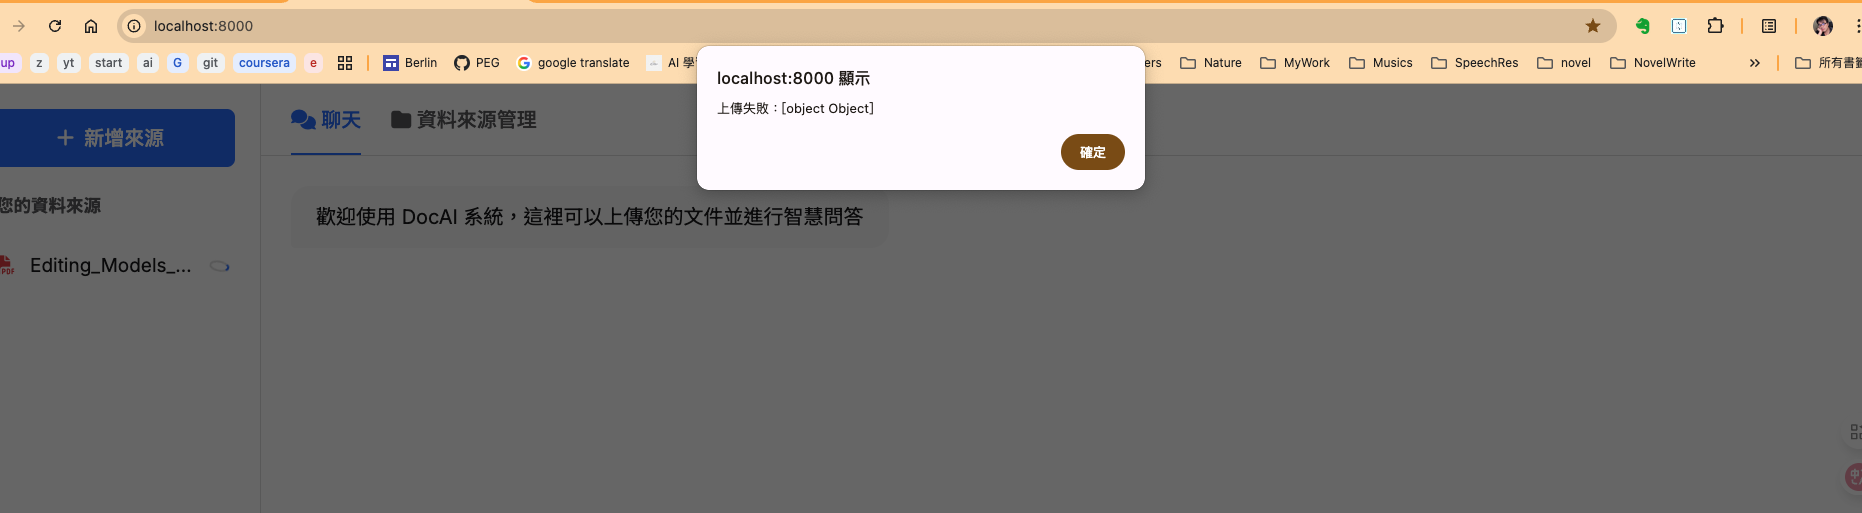 localhost:8000
up z yt start ai G git coursera e Berlin PEG google translate AI ers Nature MyWork Musics SpeechRes novel NovelWrite » 所有書籤
localhost:8000 顯示
上傳失敗：[object Object]
確定
+ 新增來源
聊天 資料來源管理
您的資料來源
歡迎使用 DocAI 系統，這裡可以上傳您的文件並進行智慧問答
PDF Editing_Models_...